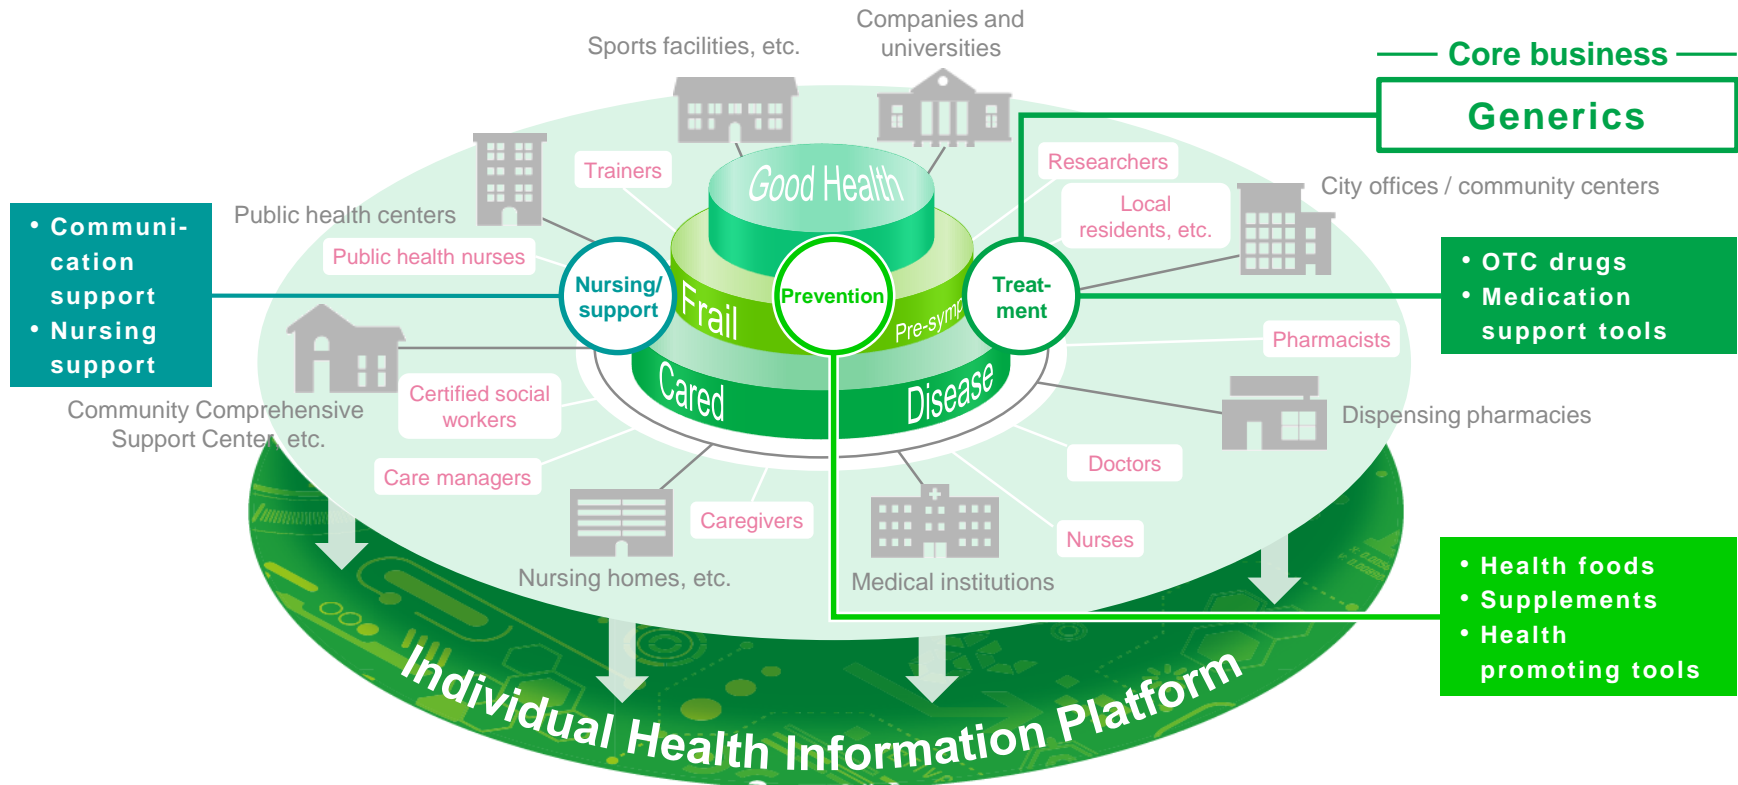 Companies and
universities
Sports facilities, etc.
Core business
Generics
Good Health
Trainers
Researchers
City offices / community centers
Local
residents, etc.
Public health centers
Public health nurses
• Communi-
cation
support
• Nursing
support
Nursing/
support
Prevention
Treat-
ment
Frail
Pre-symp
• OTC drugs
• Medication
support tools
Pharmacists
Cared
Disease
Certified social
workers
Community Comprehensive
Support Center, etc.
Dispensing pharmacies
Care managers
Doctors
Caregivers
Nurses
Nursing homes, etc.
Medical institutions
• Health foods
• Supplements
• Health
promoting tools
Individual Health Information Platform